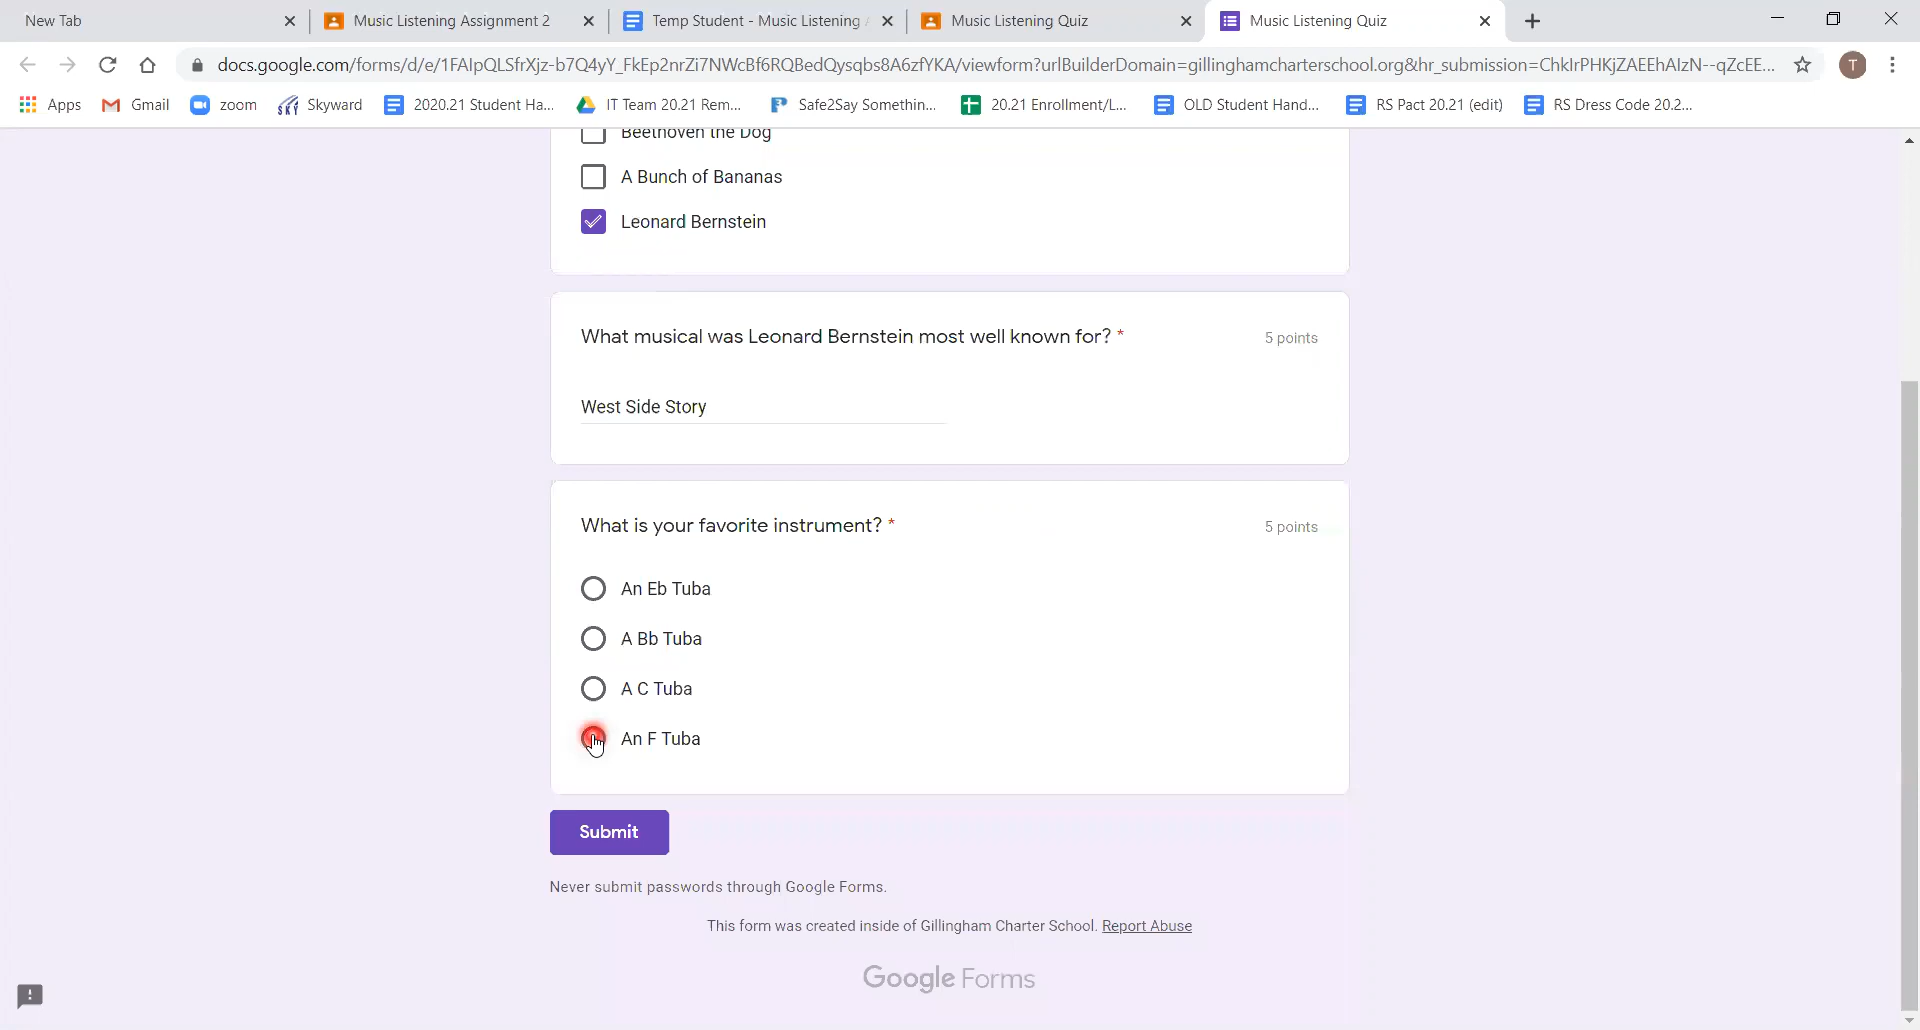 New Tab
Music Listening Assignment 2
Temp Student - Music Listening
Music Listening Quiz
Music Listening Quiz
docs.google.com/forms/d/e/1FAIpQLSfrXjz-b7Q4yY_FkEp2nrZi7NWcBf6RQBedQysqbs8A6zfYKA/viewform?urlBuilderDomain=gillinghamcharterschool.org&hr_submission=ChkIrPHKjZAEEhAIzN--qZcEE...
T
Apps
Gmail
zoom
Skyward
2020.21 Student Ha...
IT Team 20.21 Rem...
Safe2Say Somethin...
20.21 Enrollment/L...
OLD Student Hand...
RS Pact 20.21 (edit)
RS Dress Code 20.2...
Beethoven the Dog
A Bunch of Bananas
Leonard Bernstein
What musical was Leonard Bernstein most well known for? *
5 points
West Side Story
What is your favorite instrument? *
5 points
An Eb Tuba
A Bb Tuba
A C Tuba
An F Tuba
Submit
Never submit passwords through Google Forms.
This form was created inside of Gillingham Charter School. Report Abuse
Google Forms